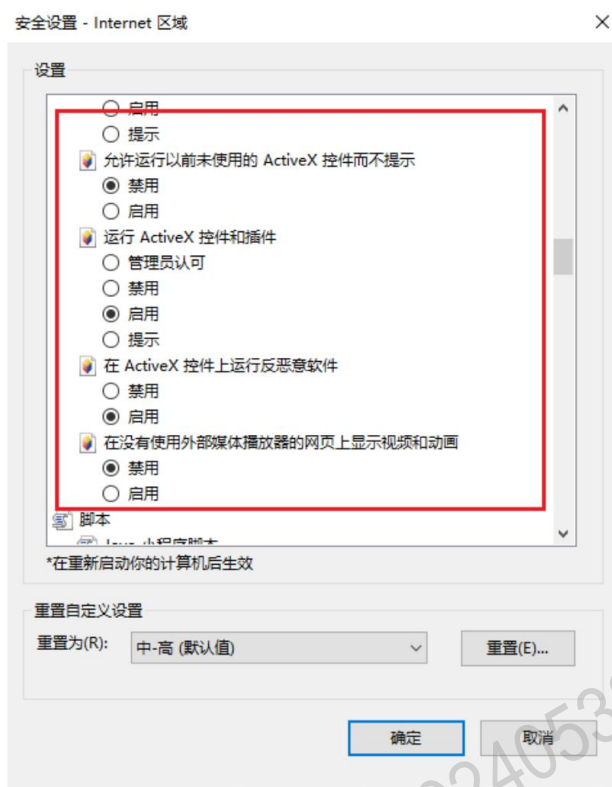 安全设置 - Internet 区域
设置
启用
提示
允许运行以前未使用的 ActiveX 控件而不提示
禁用
启用
运行 ActiveX 控件和插件
管理员认可
禁用
启用
提示
在 ActiveX 控件上运行反恶意软件
禁用
启用
在没有使用外部媒体播放器的网页上显示视频和动画
禁用
启用
脚本
Java 小程序脚本
*在重新启动你的计算机后生效
重置自定义设置
重置为(R): 中-高 (默认值) 重置(E)...
确定 取消